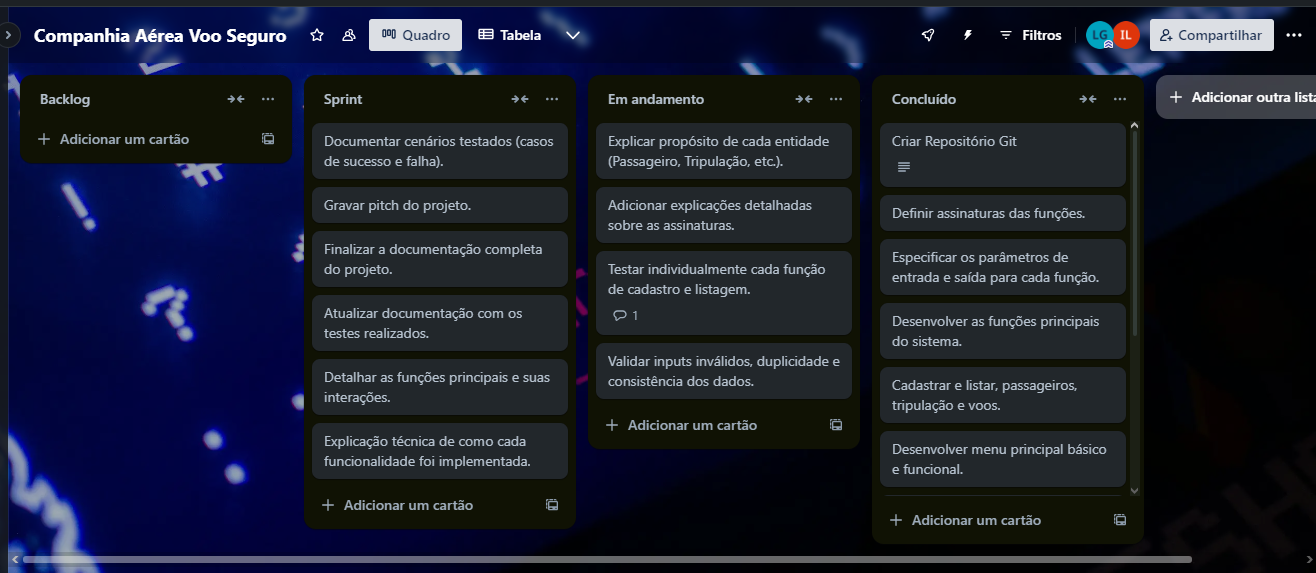 Companhia Aérea Voo Seguro
Quadro
Tabela
Filtros
LG
IL
Compartilhar
Backlog
Adicionar um cartão
Sprint
Documentar cenários testados (casos
de sucesso e falha).
Gravar pitch do projeto.
Finalizar a documentação completa
do projeto.
Atualizar documentação com os
testes realizados.
Detalhar as funções principais e suas
interações.
Explicação técnica de como cada
funcionalidade foi implementada.
Adicionar um cartão
Em andamento
Explicar propósito de cada entidade
(Passageiro, Tripulação, etc.).
Adicionar explicações detalhadas
sobre as assinaturas.
Testar individualmente cada função
de cadastro e listagem.
1
Validar inputs inválidos, duplicidade e
consistência dos dados.
Adicionar um cartão
Concluído
Criar Repositório Git
Definir assinaturas das funções.
Especificar os parâmetros de
entrada e saída para cada função.
Desenvolver as funções principais
do sistema.
Cadastrar e listar, passageiros,
tripulação e voos.
Desenvolver menu principal básico
e funcional.
Adicionar um cartão
Adicionar outra lista